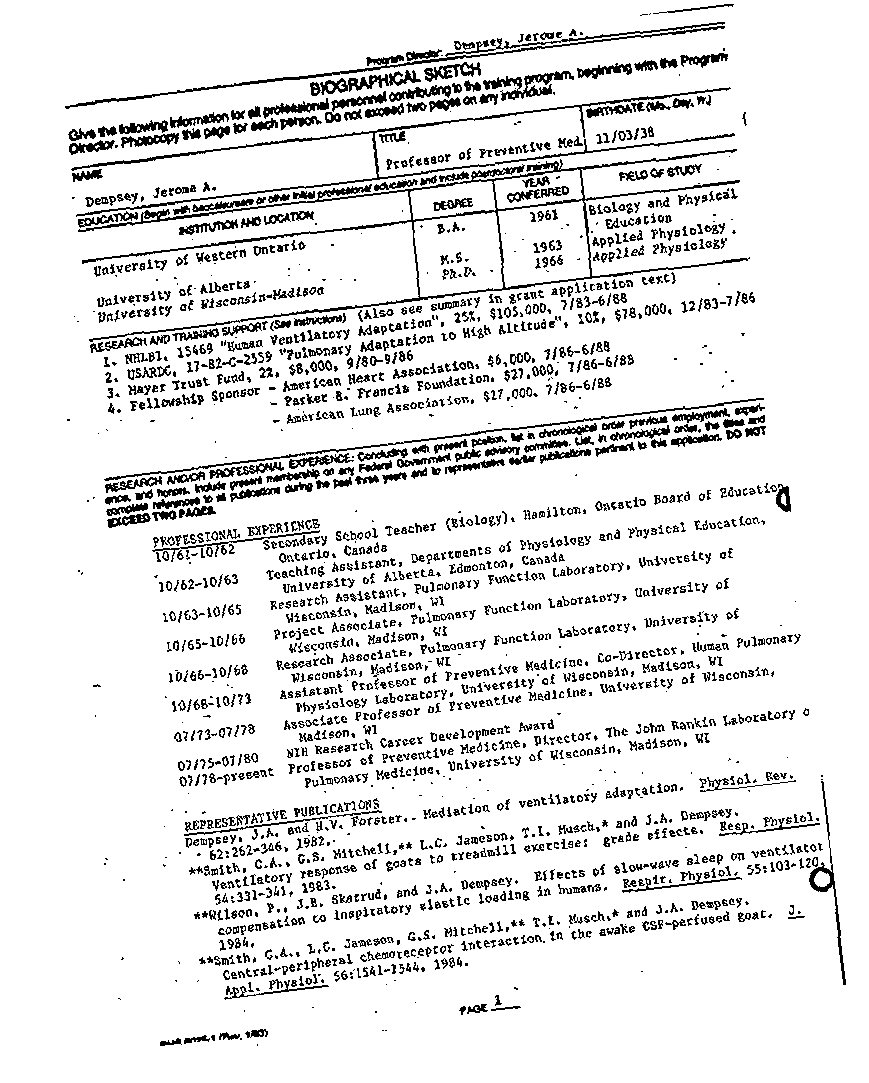 Program Director: Dempsey, Jerome A.
BIOGRAPHICAL SKETCH
Give the following information for all professional personnel contributing to the training program, beginning with the Program
Director. Photocopy this page for each person. Do not exceed two pages on any individual.
NAME
TITLE
BIRTHDATE (Mo., Day, Yr.)
Dempsey, Jerome A.
Professor of Preventive Med.
11/03/38
EDUCATION (Begin with baccalaureate or other initial professional education and include postdoctoral training)
INSTITUTION AND LOCATION
DEGREE
YEAR
CONFERRED
FIELD OF STUDY
University of Western Ontario
B.A.
1961
Biology and Physical
Education
University of Alberta
M.S.
1963
Applied Physiology
University of Wisconsin-Madison
Ph.D.
1966
Applied Physiology
RESEARCH AND TRAINING SUPPORT (See instructions) (Also see summary in grant application text)
1. NHLBI, 15469 "Human Ventilatory Adaptation", 25%, $105,000, 7/83-6/88
2. USARDC, 17-82-C-2559 "Pulmonary Adaptation to High Altitude", 10%, $78,000, 12/83-7/86
3. Mayer Trust Fund, 2%, $8,000, 9/80-9/86
4. Fellowship Sponsor - American Heart Association, $6,000, 7/86-6/88
- Parker B. Francis Foundation, $27,000, 7/86-6/88
- American Lung Association, $17,000, 7/86-6/88
RESEARCH AND/OR PROFESSIONAL EXPERIENCE: Concluding with present position, list in chronological order previous employment, experi-
ence, and honors. Include present membership on any Federal Government public advisory committee. List, in chronological order, the titles and
complete references to all publications during the past three years and to representative earlier publications pertinent to this application. DO NOT
EXCEED TWO PAGES.
PROFESSIONAL EXPERIENCE
10/61-10/62 Secondary School Teacher (Biology), Hamilton, Ontario Board of Education
Ontario, Canada
10/62-10/63 Teaching Assistant, Departments of Physiology and Physical Education,
University of Alberta, Edmonton, Canada
10/63-10/65 Research Assistant, Pulmonary Function Laboratory, University of
Wisconsin, Madison, WI
10/65-10/66 Project Associate, Pulmonary Function Laboratory, University of
Wisconsin, Madison, WI
10/66-10/68 Research Associate, Pulmonary Function Laboratory, University of
Wisconsin, Madison, WI
10/68-10/73 Assistant Professor of Preventive Medicine, Co-Director, Human Pulmonary
Physiology Laboratory, University of Wisconsin, Madison, WI
07/73-07/78 Associate Professor of Preventive Medicine, University of Wisconsin,
Madison, WI
07/75-07/80 NIH Research Career Development Award
07/78-present Professor of Preventive Medicine, Director, The John Rankin Laboratory o
Pulmonary Medicine, University of Wisconsin, Madison, WI
REPRESENTATIVE PUBLICATIONS
Dempsey, J.A. and H.V. Forster. Mediation of ventilatory adaptation. Physiol. Rev.
62:262-346, 1982.
**Smith, C.A., G.S. Mitchell,** L.C. Jameson, T.I. Musch,* and J.A. Dempsey.
Ventilatory response of goats to treadmill exercise: grade effects. Resp. Physiol.
54:331-341, 1983.
**Wilson, P., J.B. Skatrud, and J.A. Dempsey. Effects of slow-wave sleep on ventilator
compensation to inspiratory elastic loading in humans. Respir. Physiol. 55:103-120,
1984.
**Smith, C.A., L.C. Jameson, G.S. Mitchell,** T.I. Musch,* and J.A. Dempsey.
Central-peripheral chemoreceptor interaction in the awake CSF-perfused goat. J.
Appl. Physiol. 56:1541-1544, 1984.
PAGE 1